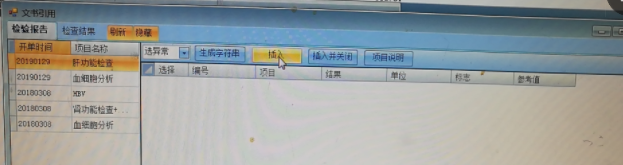 文书引用
检验报告 检查结果 刷新 隐藏
开单时间 项目名称 选异常 生成字符串 插入 插入并关闭 项目说明
选择 编号 项目 结果 单位 标志 参考值
20190129 肝功能检查
20190129 血细胞分析
20180308 HBV
20180308 肾功能检查+...
20180308 血细胞分析